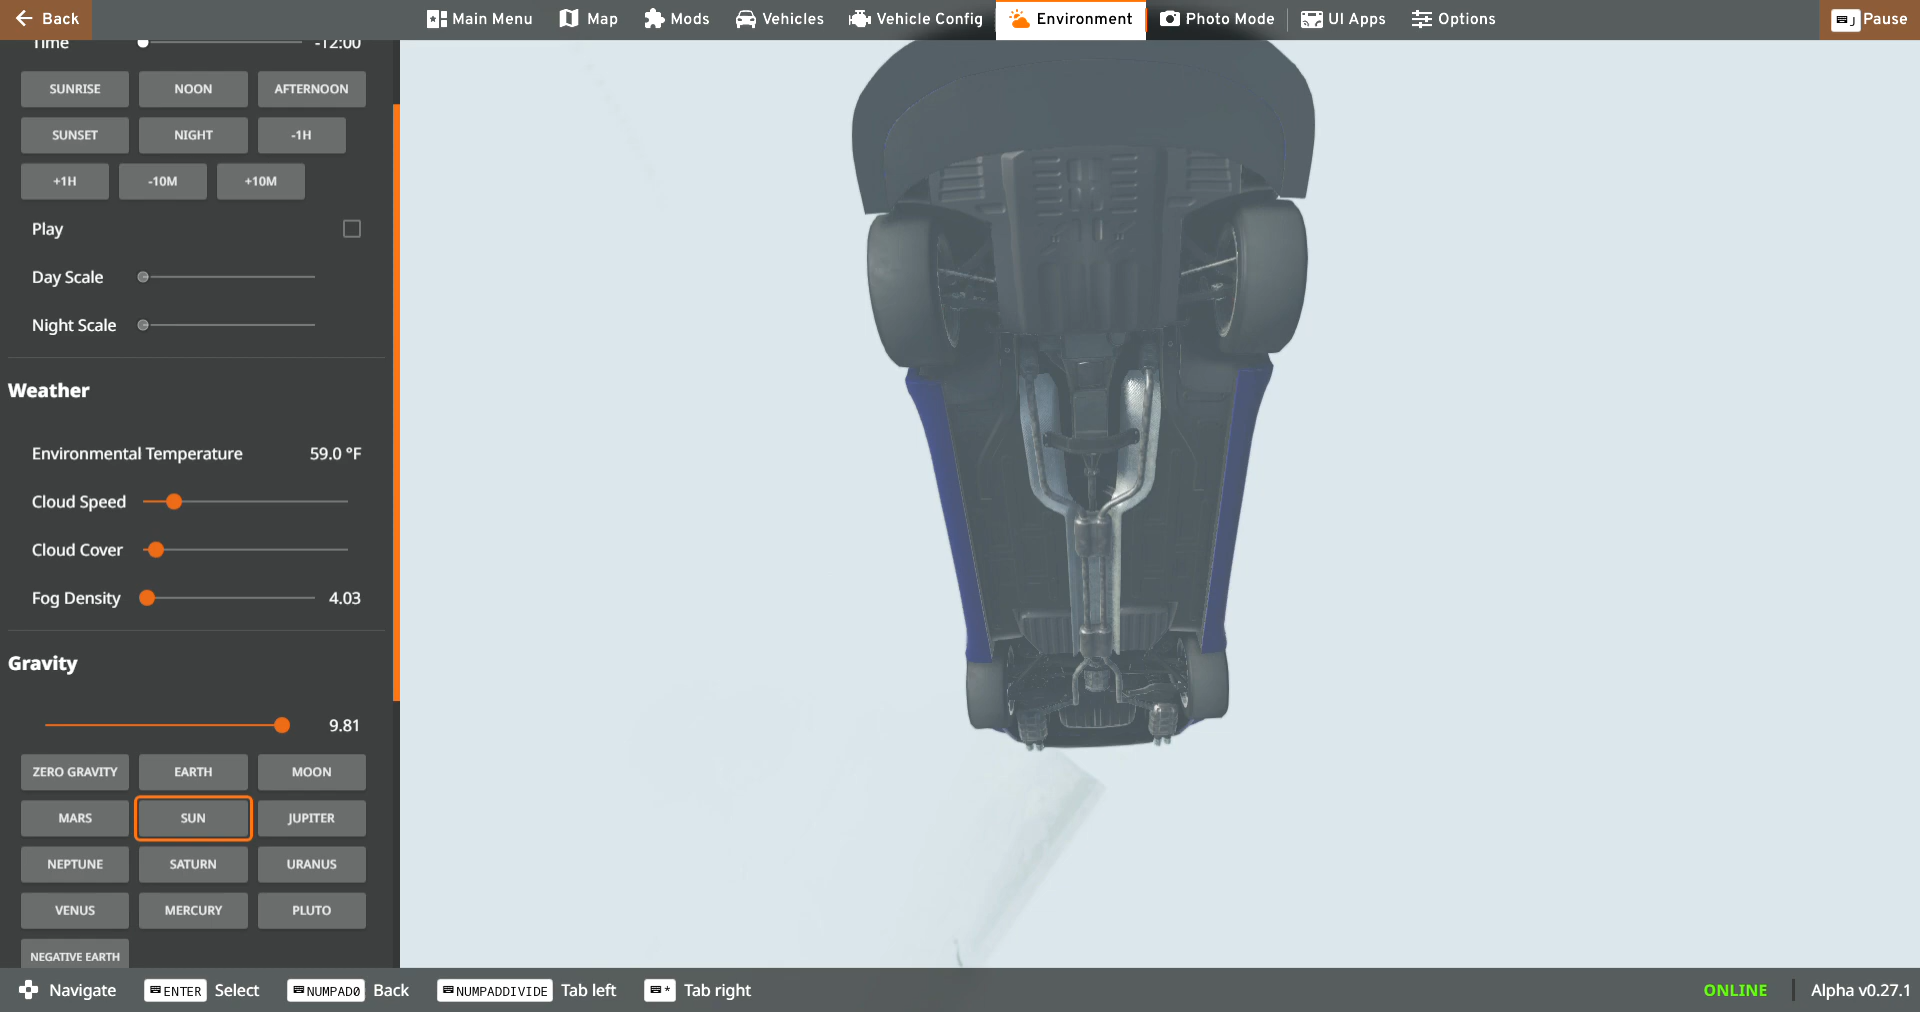 Back
Main Menu Map Mods Vehicles Vehicle Config Environment Photo Mode UI Apps Options J Pause
Time -12:00
SUNRISE NOON AFTERNOON
SUNSET NIGHT -1H
+1H -10M +10M
Play
Day Scale
Night Scale
Weather
Environmental Temperature 59.0 °F
Cloud Speed
Cloud Cover
Fog Density 4.03
Gravity
9.81
ZERO GRAVITY EARTH MOON
MARS SUN JUPITER
NEPTUNE SATURN URANUS
VENUS MERCURY PLUTO
NEGATIVE EARTH
Navigate ENTER Select NUMPAD0 Back NUMPADDIVIDE Tab left * Tab right ONLINE Alpha v0.27.1